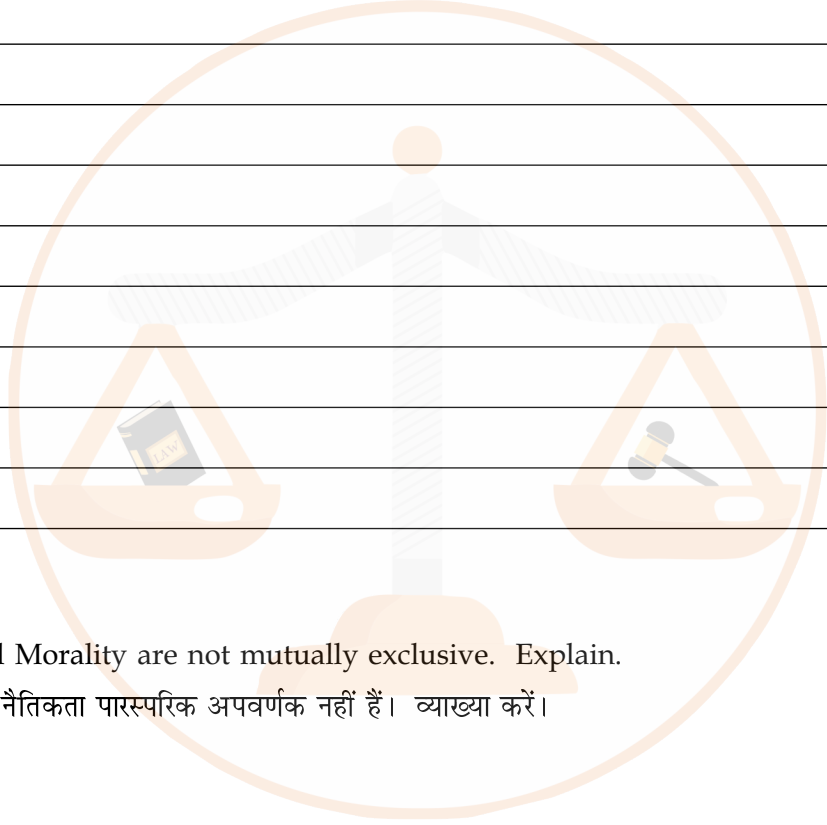 LAW
l Morality are not mutually exclusive. Explain.
नैतिकता पारस्परिक अपवर्णक नहीं हैं। व्याख्या करें।